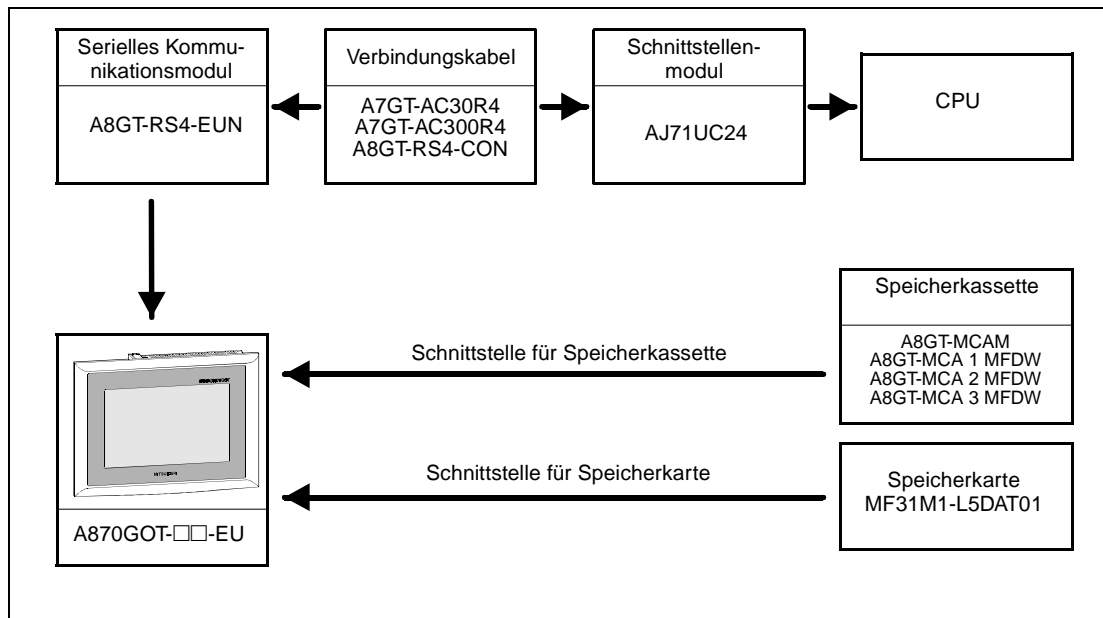 Serielles Kommu-
nikationsmodul
A8GT-RS4-EUN
Verbindungskabel
A7GT-AC30R4
A7GT-AC300R4
A8GT-RS4-CON
Schnittstellen-
modul
AJ71UC24
CPU
Speicherkassette
A8GT-MCAM
A8GT-MCA 1 MFDW
A8GT-MCA 2 MFDW
A8GT-MCA 3 MFDW
Schnittstelle für Speicherkassette
Schnittstelle für Speicherkarte
Speicherkarte
MF31M1-L5DAT01
A870GOT-□□-EU